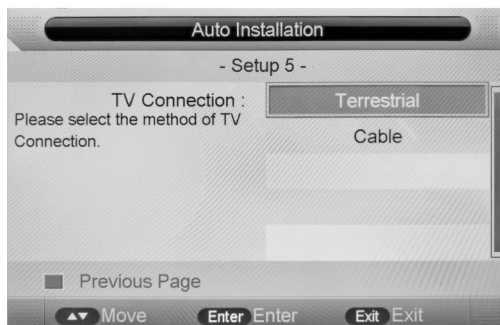 Auto Installation
- Setup 5 -
TV Connection :
Terrestrial
Please select the method of TV
Connection.
Cable
Previous Page
Move Enter Enter Exit Exit